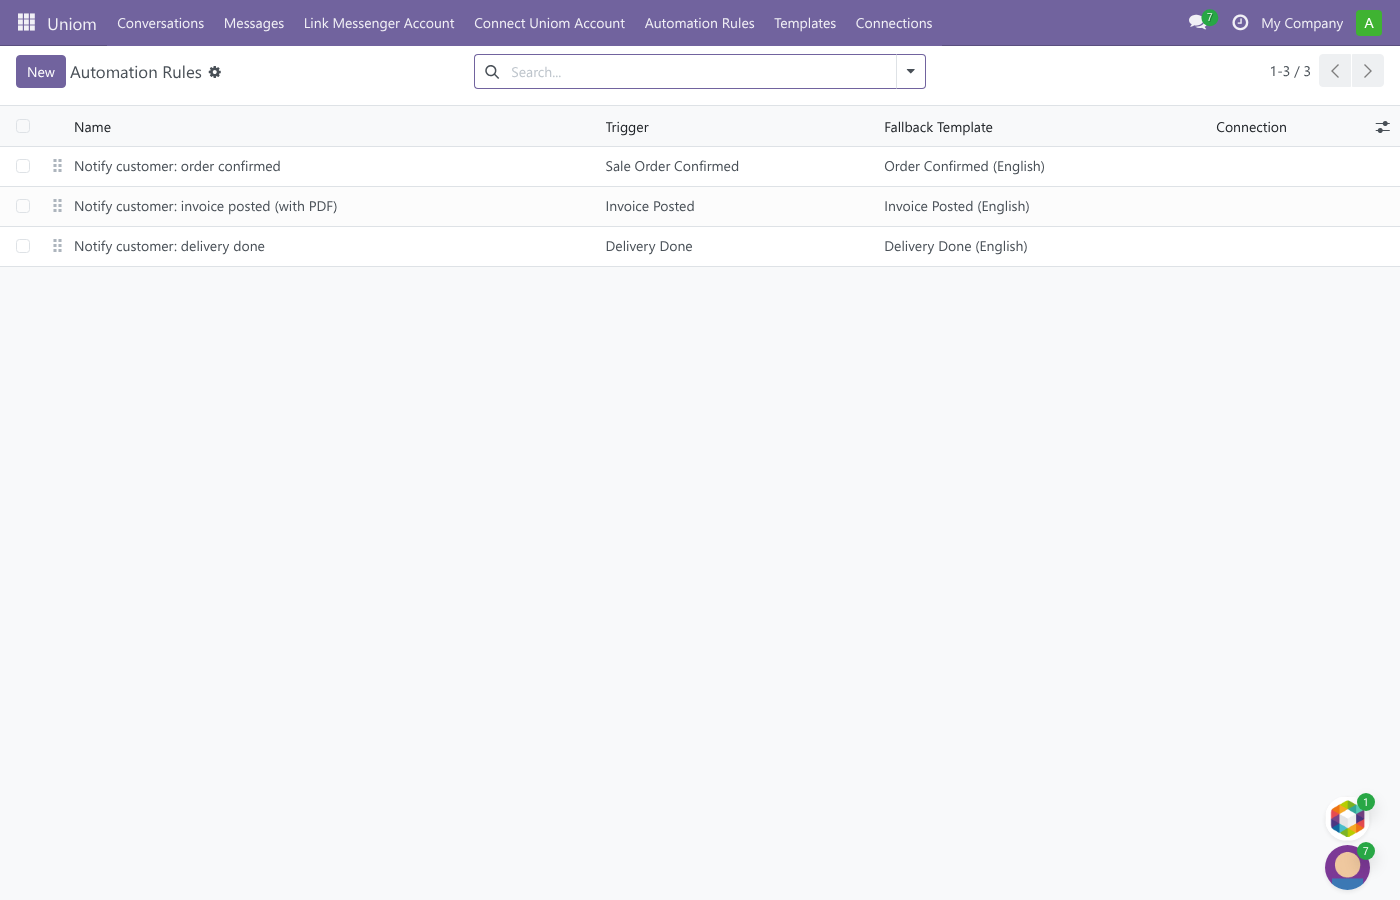 Uniom Conversations Messages Link Messenger Account Connect Uniom Account Automation Rules Templates Connections 7 My Company A
New Automation Rules Search... 1-3 / 3
Name Trigger Fallback Template Connection
Notify customer: order confirmed Sale Order Confirmed Order Confirmed (English)
Notify customer: invoice posted (with PDF) Invoice Posted Invoice Posted (English)
Notify customer: delivery done Delivery Done Delivery Done (English)
1
7